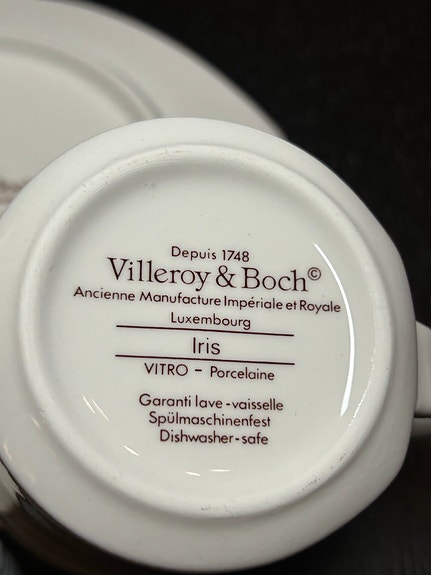 Depuis 1748
Villeroy & Boch©
Ancienne Manufacture Impériale et Royale
Luxembourg
Iris
VITRO - Porcelaine
Garanti lave-vaisselle
Spülmaschinenfest
Dishwasher-safe